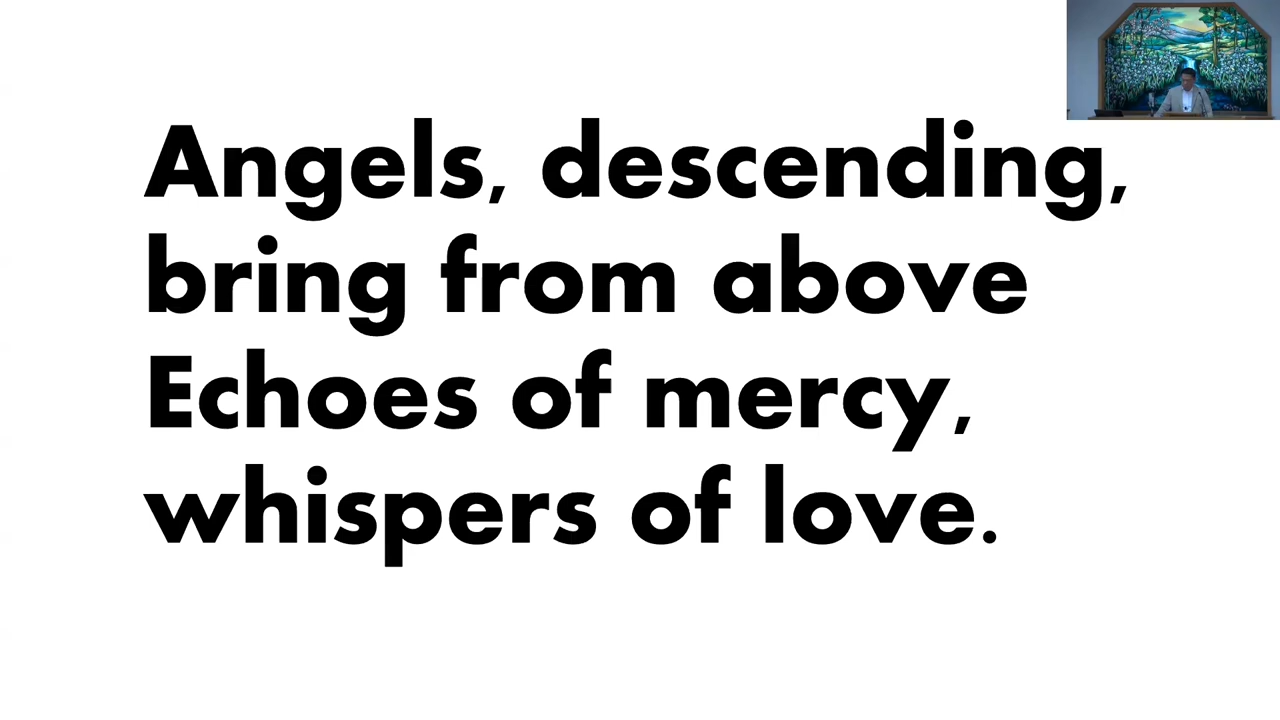 Angels, descending,
bring from above
Echoes of mercy,
whispers of love.